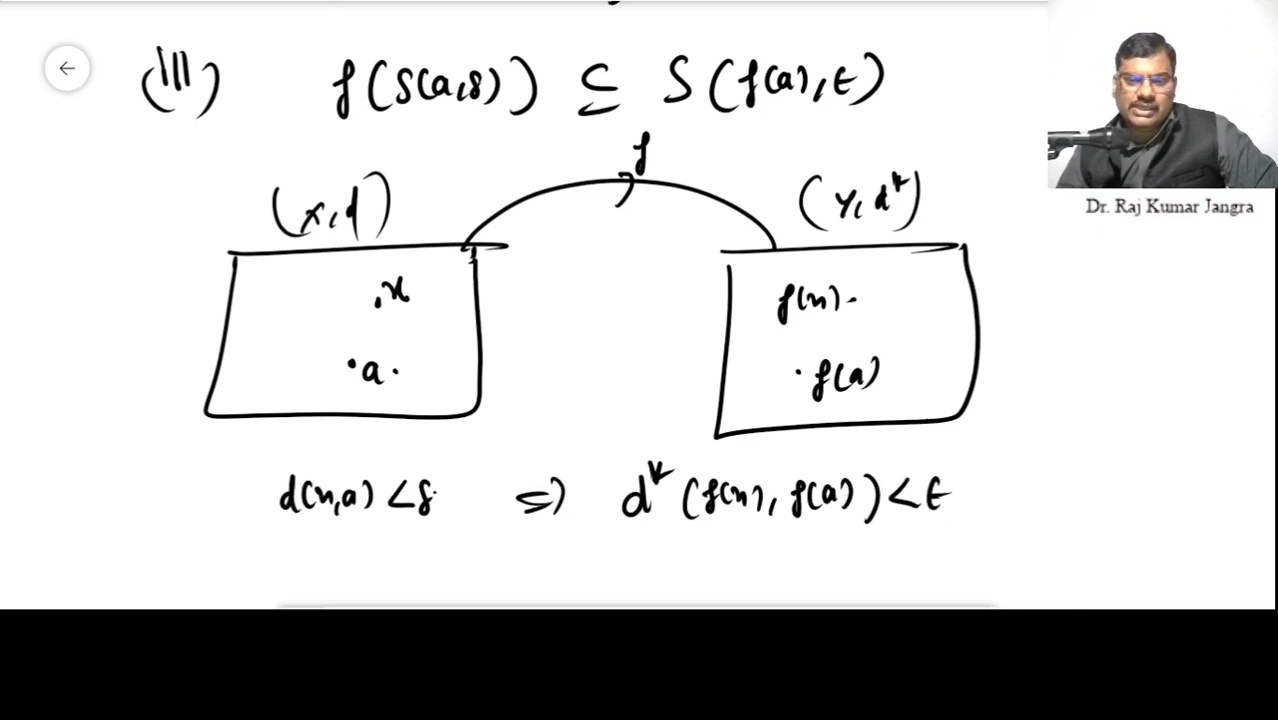 (III) f(S(a,δ)) ⊆ S(f(a),ε)
f
(X,d) (Y,d*)
.x f(x).
.a. .f(a)
d(x,a) < δ ⇒ d*(f(x), f(a)) < ε
Dr. Raj Kumar Jangra